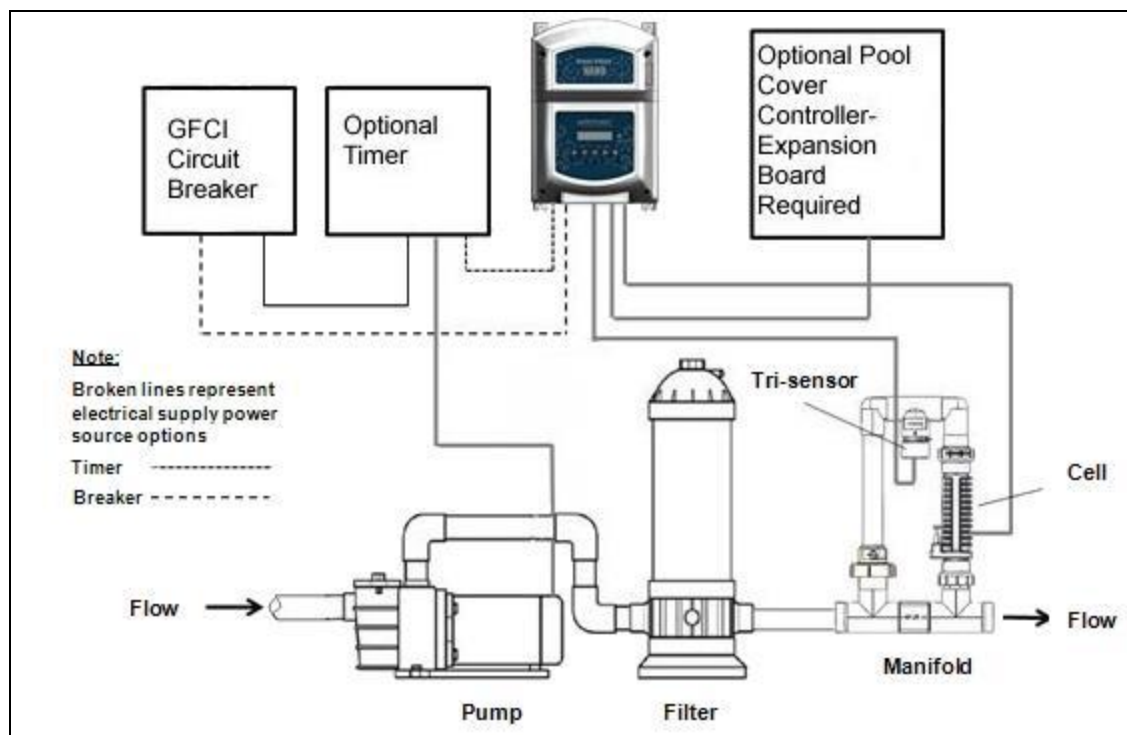 GFCI
Circuit
Breaker
Optional
Timer
Optional Pool
Cover
Controller-
Expansion
Board
Required
Note:
Broken lines represent
electrical supply power
source options
Timer
Breaker
Tri-sensor
Cell
Flow
Flow
Manifold
Pump
Filter